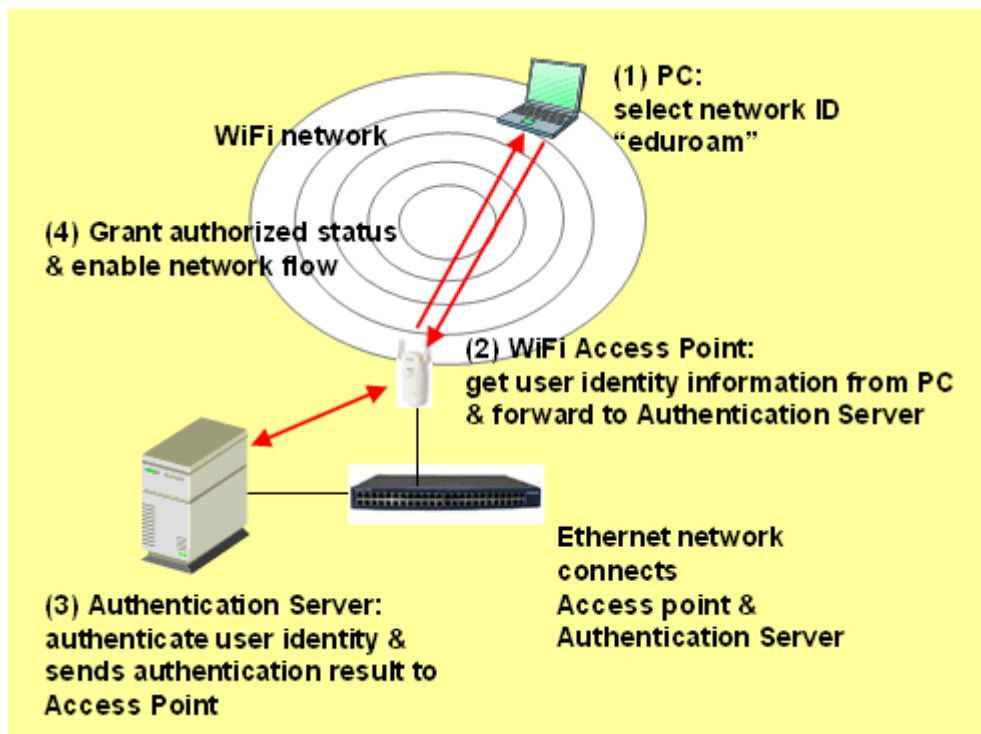 (1) PC:
select network ID
“eduroam”
WiFi network
(4) Grant authorized status
& enable network flow
(2) WiFi Access Point:
get user identity information from PC
& forward to Authentication Server
Ethernet network
connects
Access point &
Authentication Server
(3) Authentication Server:
authenticate user identity &
sends authentication result to
Access Point